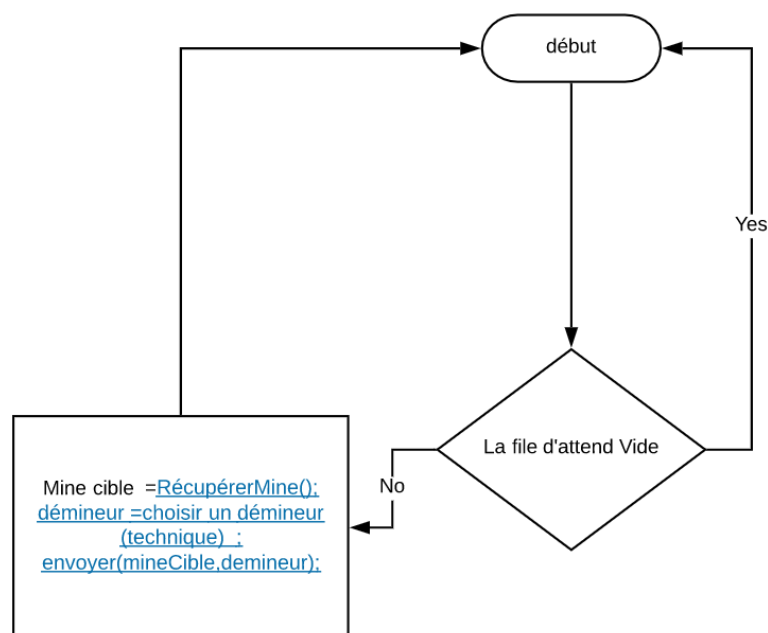 début
Yes
La file d'attend Vide
No
Mine cible =RécupérerMine();
démineur =choisir un démineur
(technique) ;
envoyer(mineCible,demineur);